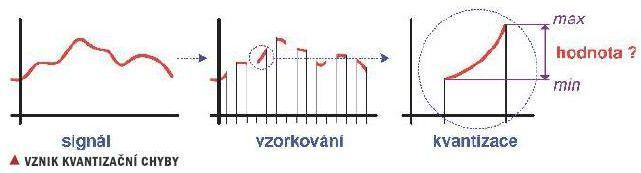 max
hodnota ?
min
signál
vzorkování
kvantizace
▲ VZNIK KVANTIZAČNÍ CHYBY